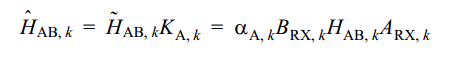 Ĥ_{AB, k} = H̃_{AB, k}K_{A, k} = α_{A, k}B_{RX, k}H_{AB, k}A_{RX, k}